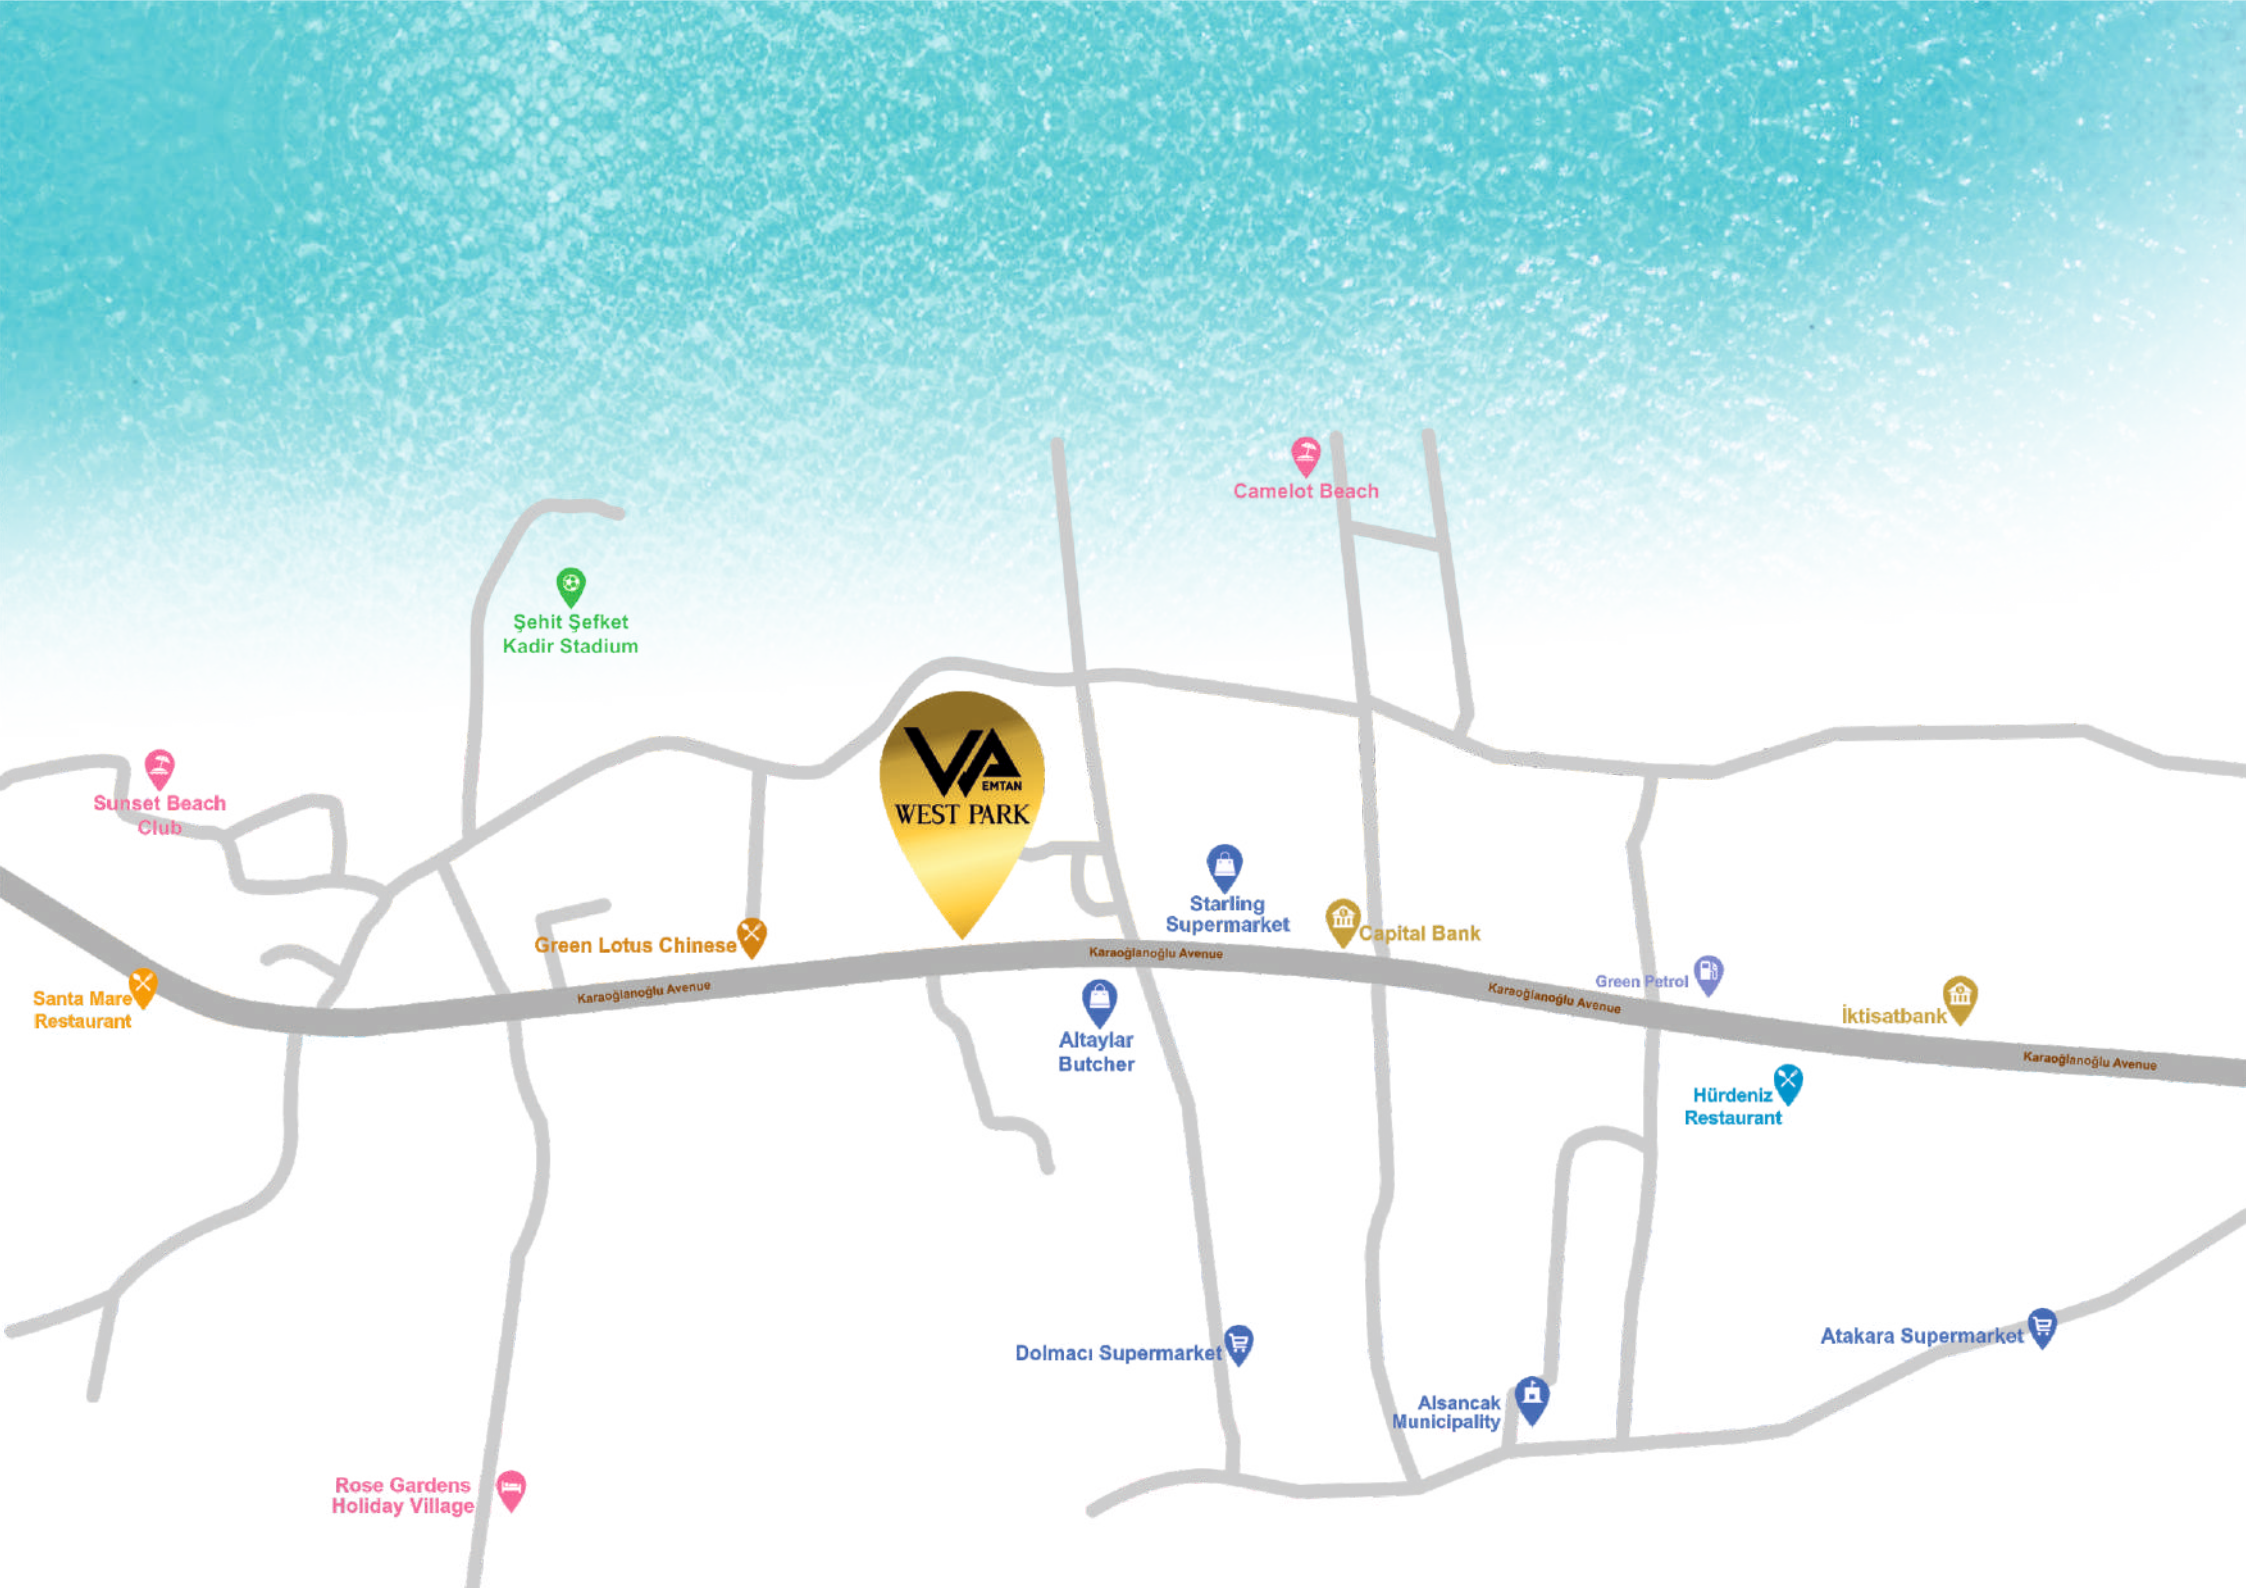 Camelot Beach
Şehit Şefket
Kadir Stadium
VA
EMTAN
WEST PARK
Sunset Beach
Club
Starling
Supermarket
Capital Bank
Green Lotus Chinese
Karaoğlanoğlu Avenue
Karaoğlanoğlu Avenue
Karaoğlanoğlu Avenue
Karaoğlanoğlu Avenue
Green Petrol
İktisatbank
Santa Mare
Restaurant
Altaylar
Butcher
Hürdeniz
Restaurant
Dolmacı Supermarket
Atakara Supermarket
Alsancak
Municipality
Rose Gardens
Holiday Village